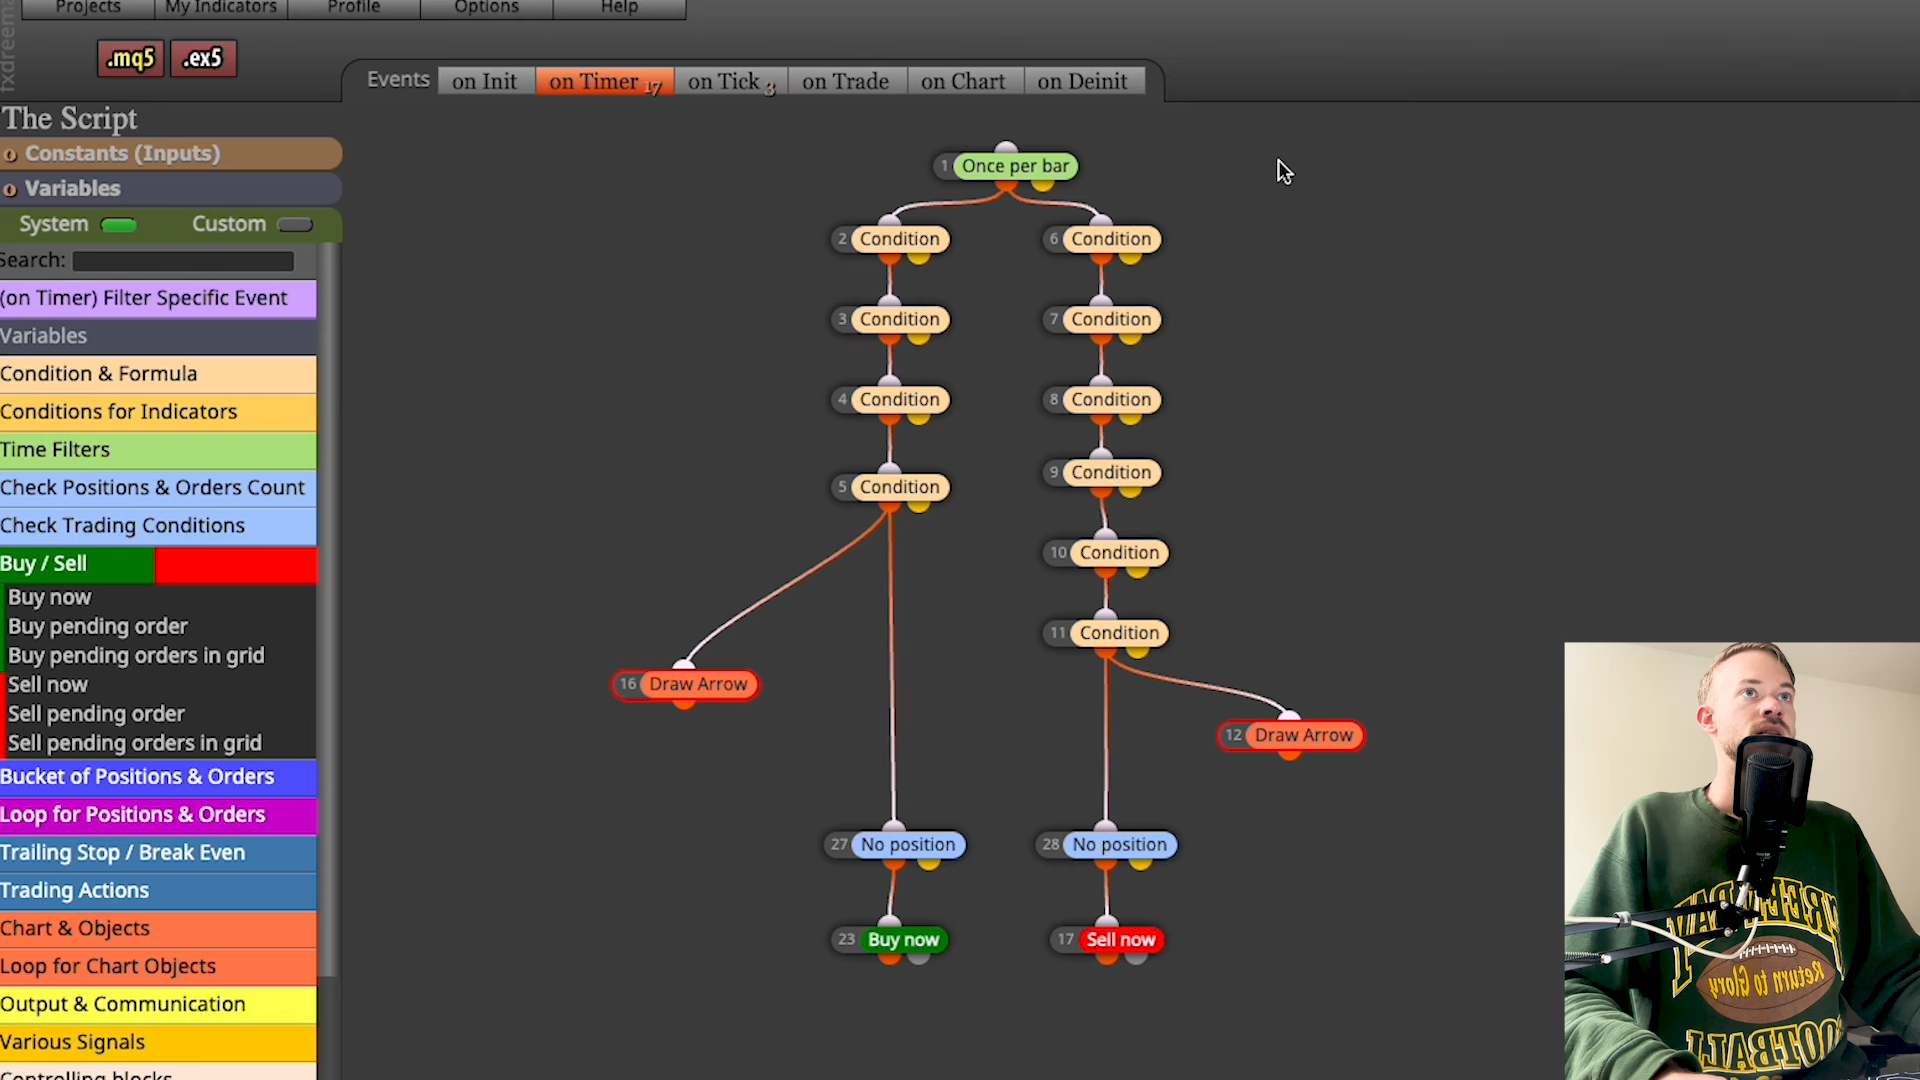 Projects
My Indicators
Profile
Options
Help
fxdreema
.mq5
.ex5
Events
on Init
on Timer 17
on Tick 3
on Trade
on Chart
on Deinit
The Script
Constants (Inputs)
Variables
System
Custom
Search:
(on Timer) Filter Specific Event
Variables
Condition & Formula
Conditions for Indicators
Time Filters
Check Positions & Orders Count
Check Trading Conditions
Buy / Sell
Buy now
Buy pending order
Buy pending orders in grid
Sell now
Sell pending order
Sell pending orders in grid
Bucket of Positions & Orders
Loop for Positions & Orders
Trailing Stop / Break Even
Trading Actions
Chart & Objects
Loop for Chart Objects
Output & Communication
Various Signals
Controlling blocks
1 Once per bar
2 Condition
6 Condition
3 Condition
7 Condition
4 Condition
8 Condition
5 Condition
9 Condition
10 Condition
11 Condition
16 Draw Arrow
12 Draw Arrow
27 No position
28 No position
23 Buy now
17 Sell now
Return to Glory